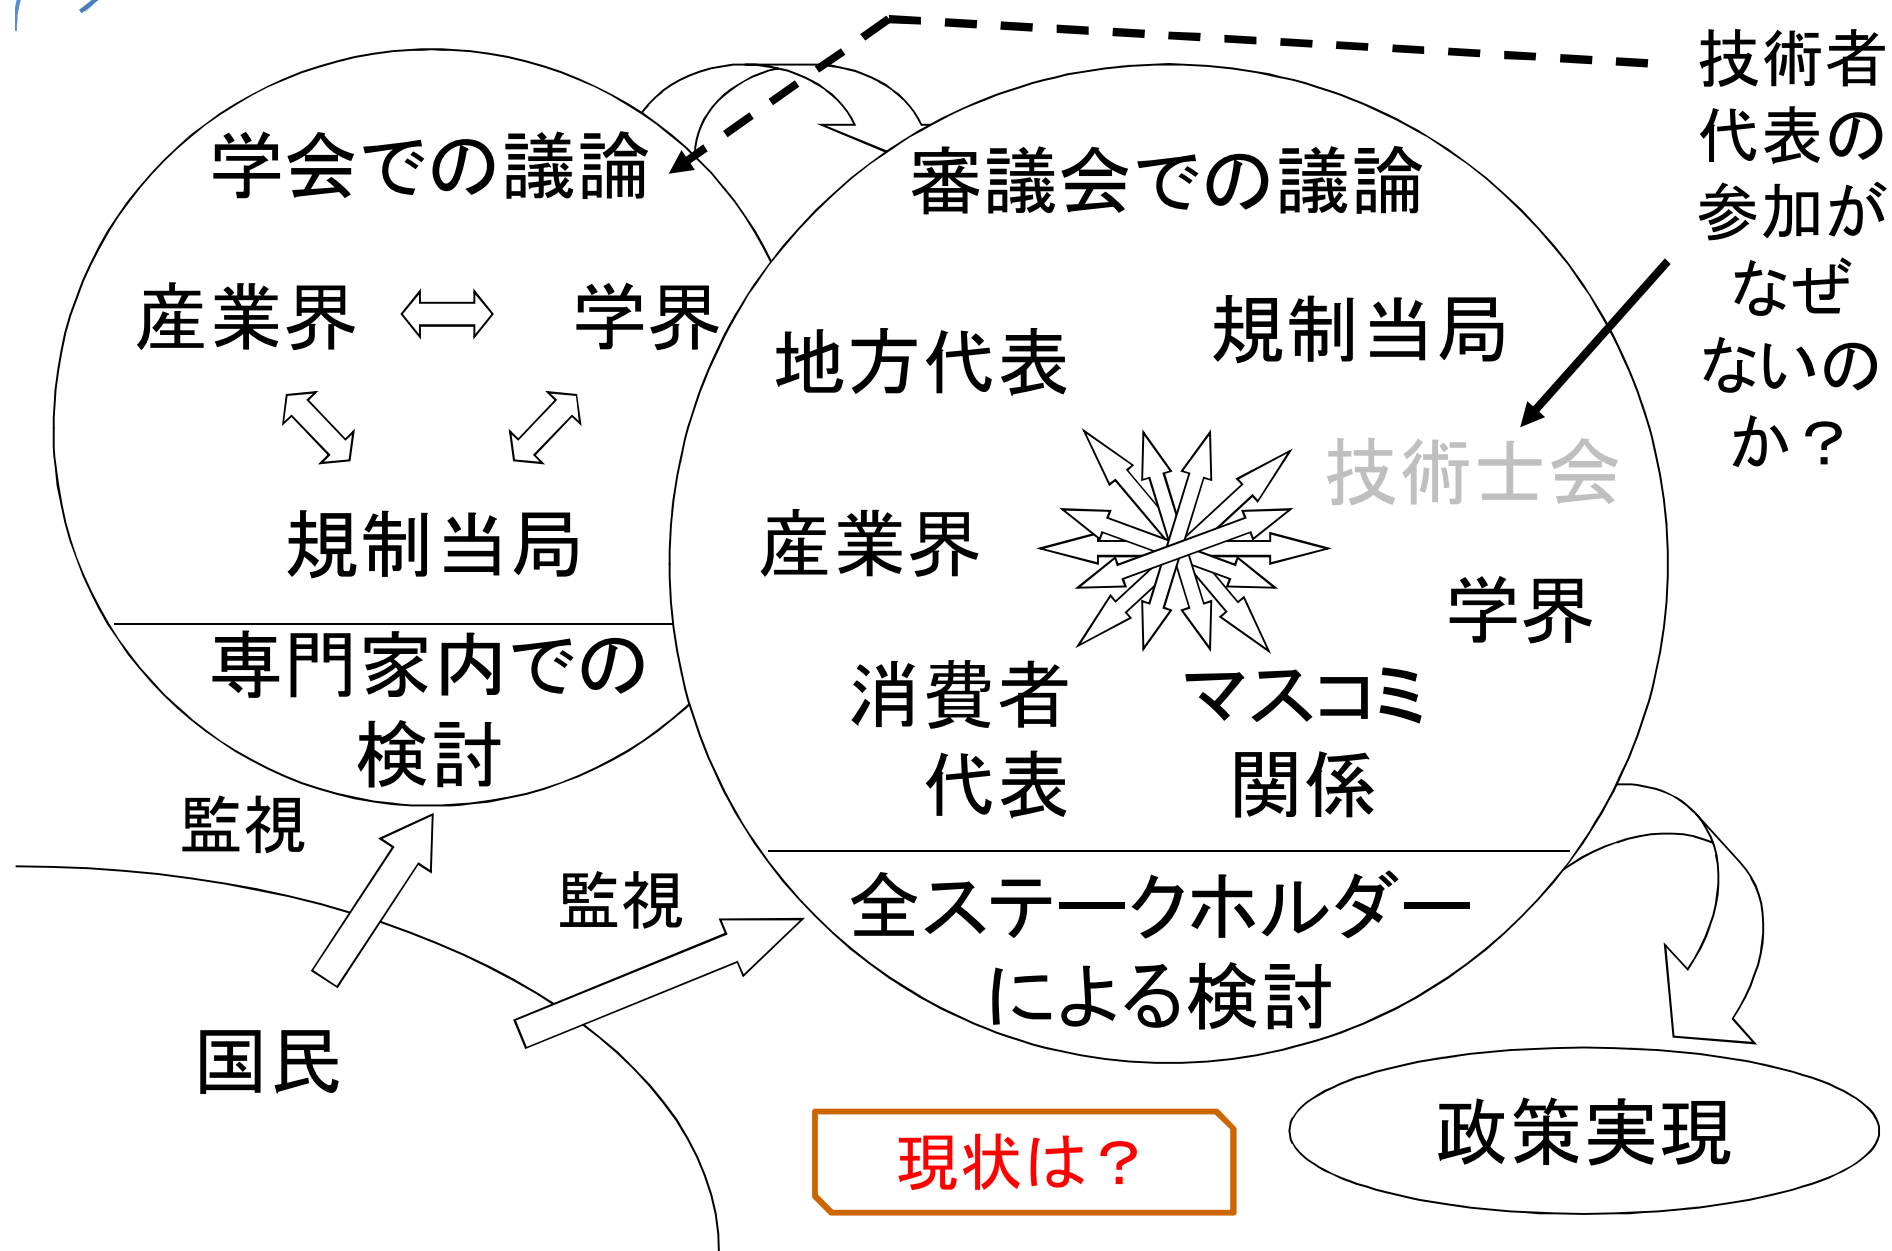 学会での議論
産業界
学界
規制当局
専門家内での
検討
審議会での議論
地方代表
規制当局
技術士会
産業界
学界
消費者
代表
マスコミ
関係
全ステークホルダー
による検討
技術者
代表の
参加が
なぜ
ないの
か？
監視
監視
国民
現状は？
政策実現